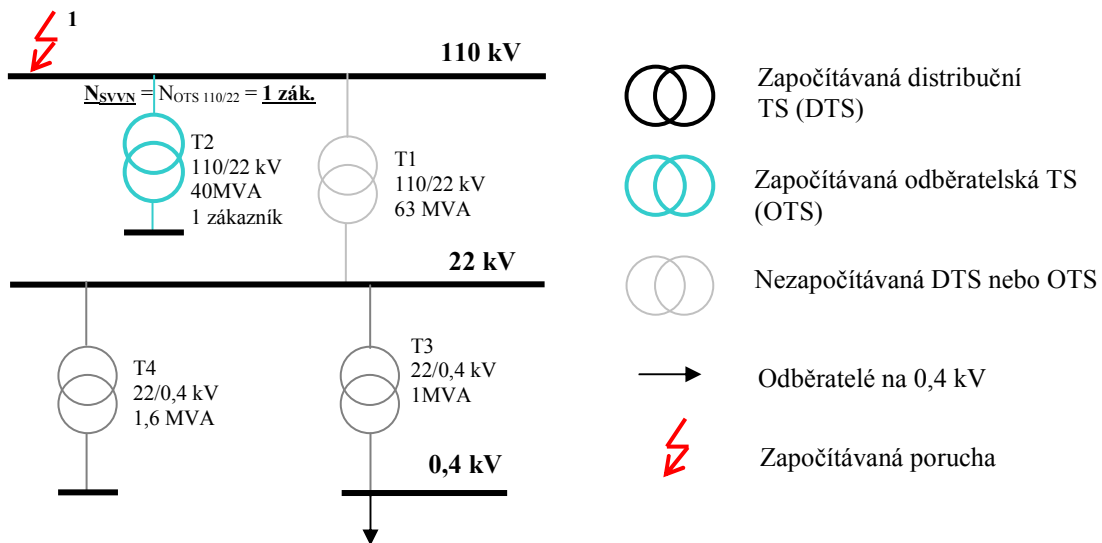 1
110 kV
NSVVN = NOTS 110/22 = 1 zák.
T2
110/22 kV
40MVA
1 zákazník
T1
110/22 kV
63 MVA
22 kV
T4
22/0,4 kV
1,6 MVA
T3
22/0,4 kV
1MVA
0,4 kV
Započítávaná distribuční
TS (DTS)
Započítávaná odběratelská TS
(OTS)
Nezapočítávaná DTS nebo OTS
Odběratelé na 0,4 kV
Započítávaná porucha